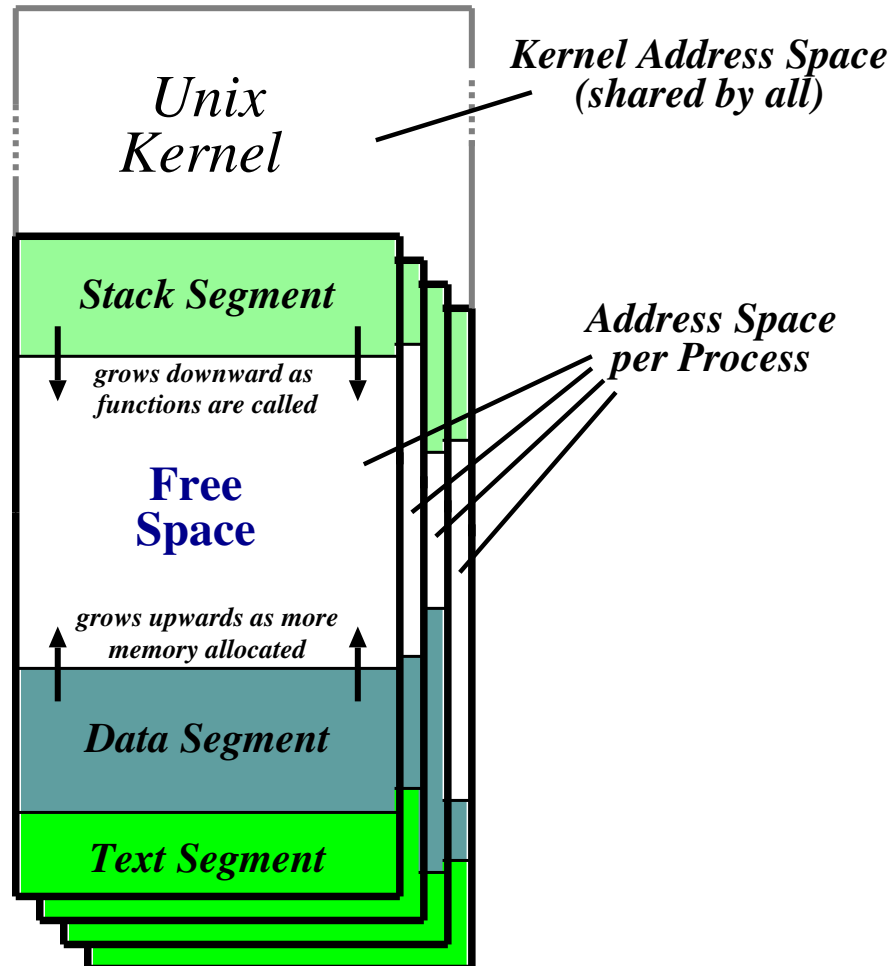 Unix
Kernel
Kernel Address Space
(shared by all)
Stack Segment
grows downward as
functions are called
Address Space
per Process
Free
Space
grows upwards as more
memory allocated
Data Segment
Text Segment